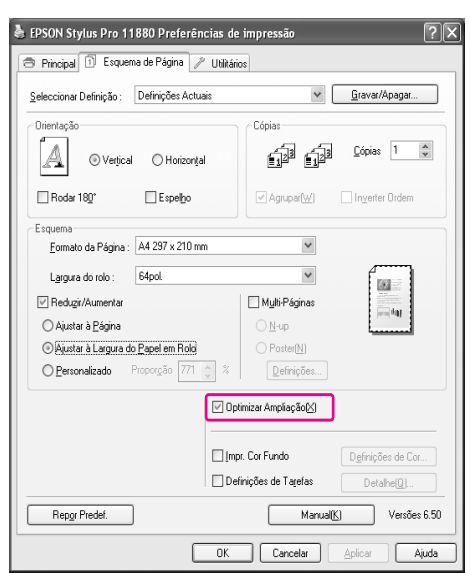 EPSON Stylus Pro 11880 Preferências de impressão
Principal Esquema de Página Utilitários
Seleccionar Definição : Definições Actuais Gravar/Apagar...
Orientação
Vertical Horizontal
Rodar 180° Espelho
Cópias
Cópias 1
Agrupar(W) Inverter Ordem
Esquema
Formato da Página : A4 297 x 210 mm
Largura do rolo : 64pol.
Reduzir/Aumentar
Ajustar à Página
Ajustar à Largura do Papel em Rolo
Personalizado Proporção 771 %
Multi-Páginas
N-up
Poster(N)
Definições...
Optimizar Ampliação(X)
Impr. Cor Fundo Definições de Cor...
Definições de Tarefas Detalhe(Q)...
Repor Predef. Manual(K) Versões 6.50
OK Cancelar Aplicar Ajuda